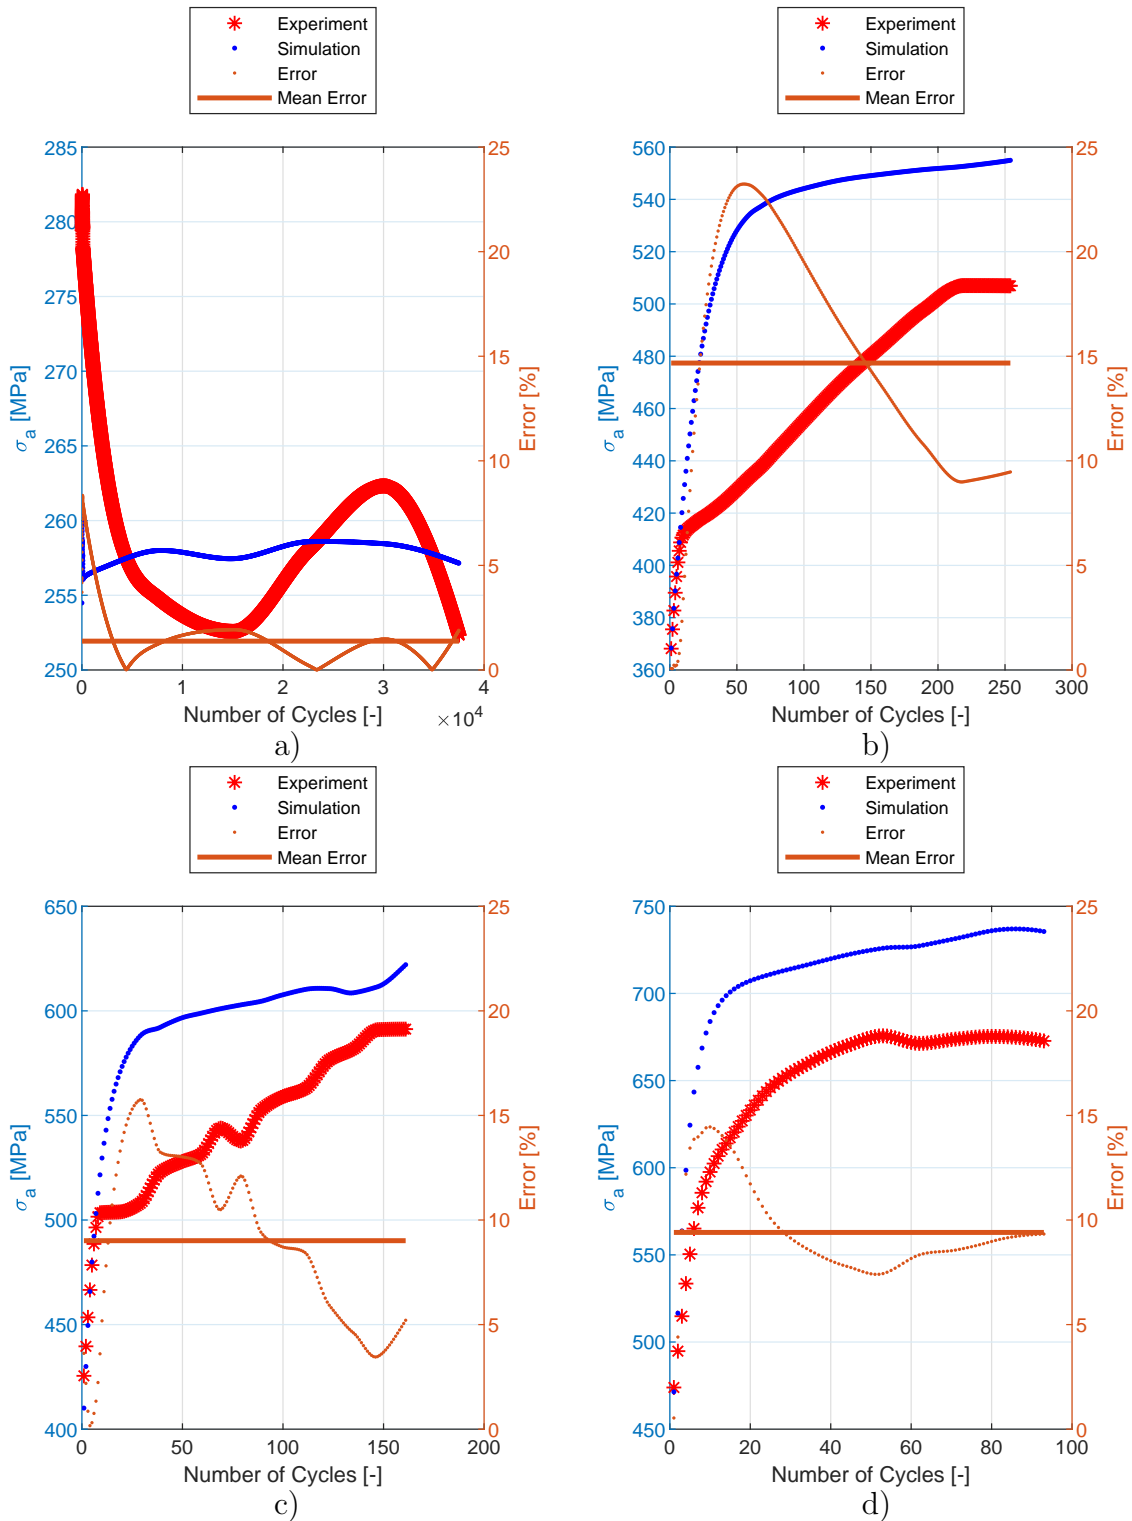 Experiment
Simulation
Error
Mean Error
285
280
275
270
265
260
255
250
σa [MPa]
25
20
15
10
5
0
Error [%]
0 1 2 3 4
×10^4
Number of Cycles [-]
a)
Experiment
Simulation
Error
Mean Error
560
540
520
500
480
460
440
420
400
380
360
σa [MPa]
25
20
15
10
5
0
Error [%]
0 50 100 150 200 250 300
Number of Cycles [-]
b)
Experiment
Simulation
Error
Mean Error
650
600
550
500
450
400
σa [MPa]
25
20
15
10
5
0
Error [%]
0 50 100 150 200
Number of Cycles [-]
c)
Experiment
Simulation
Error
Mean Error
750
700
650
600
550
500
450
σa [MPa]
25
20
15
10
5
0
Error [%]
0 20 40 60 80 100
Number of Cycles [-]
d)